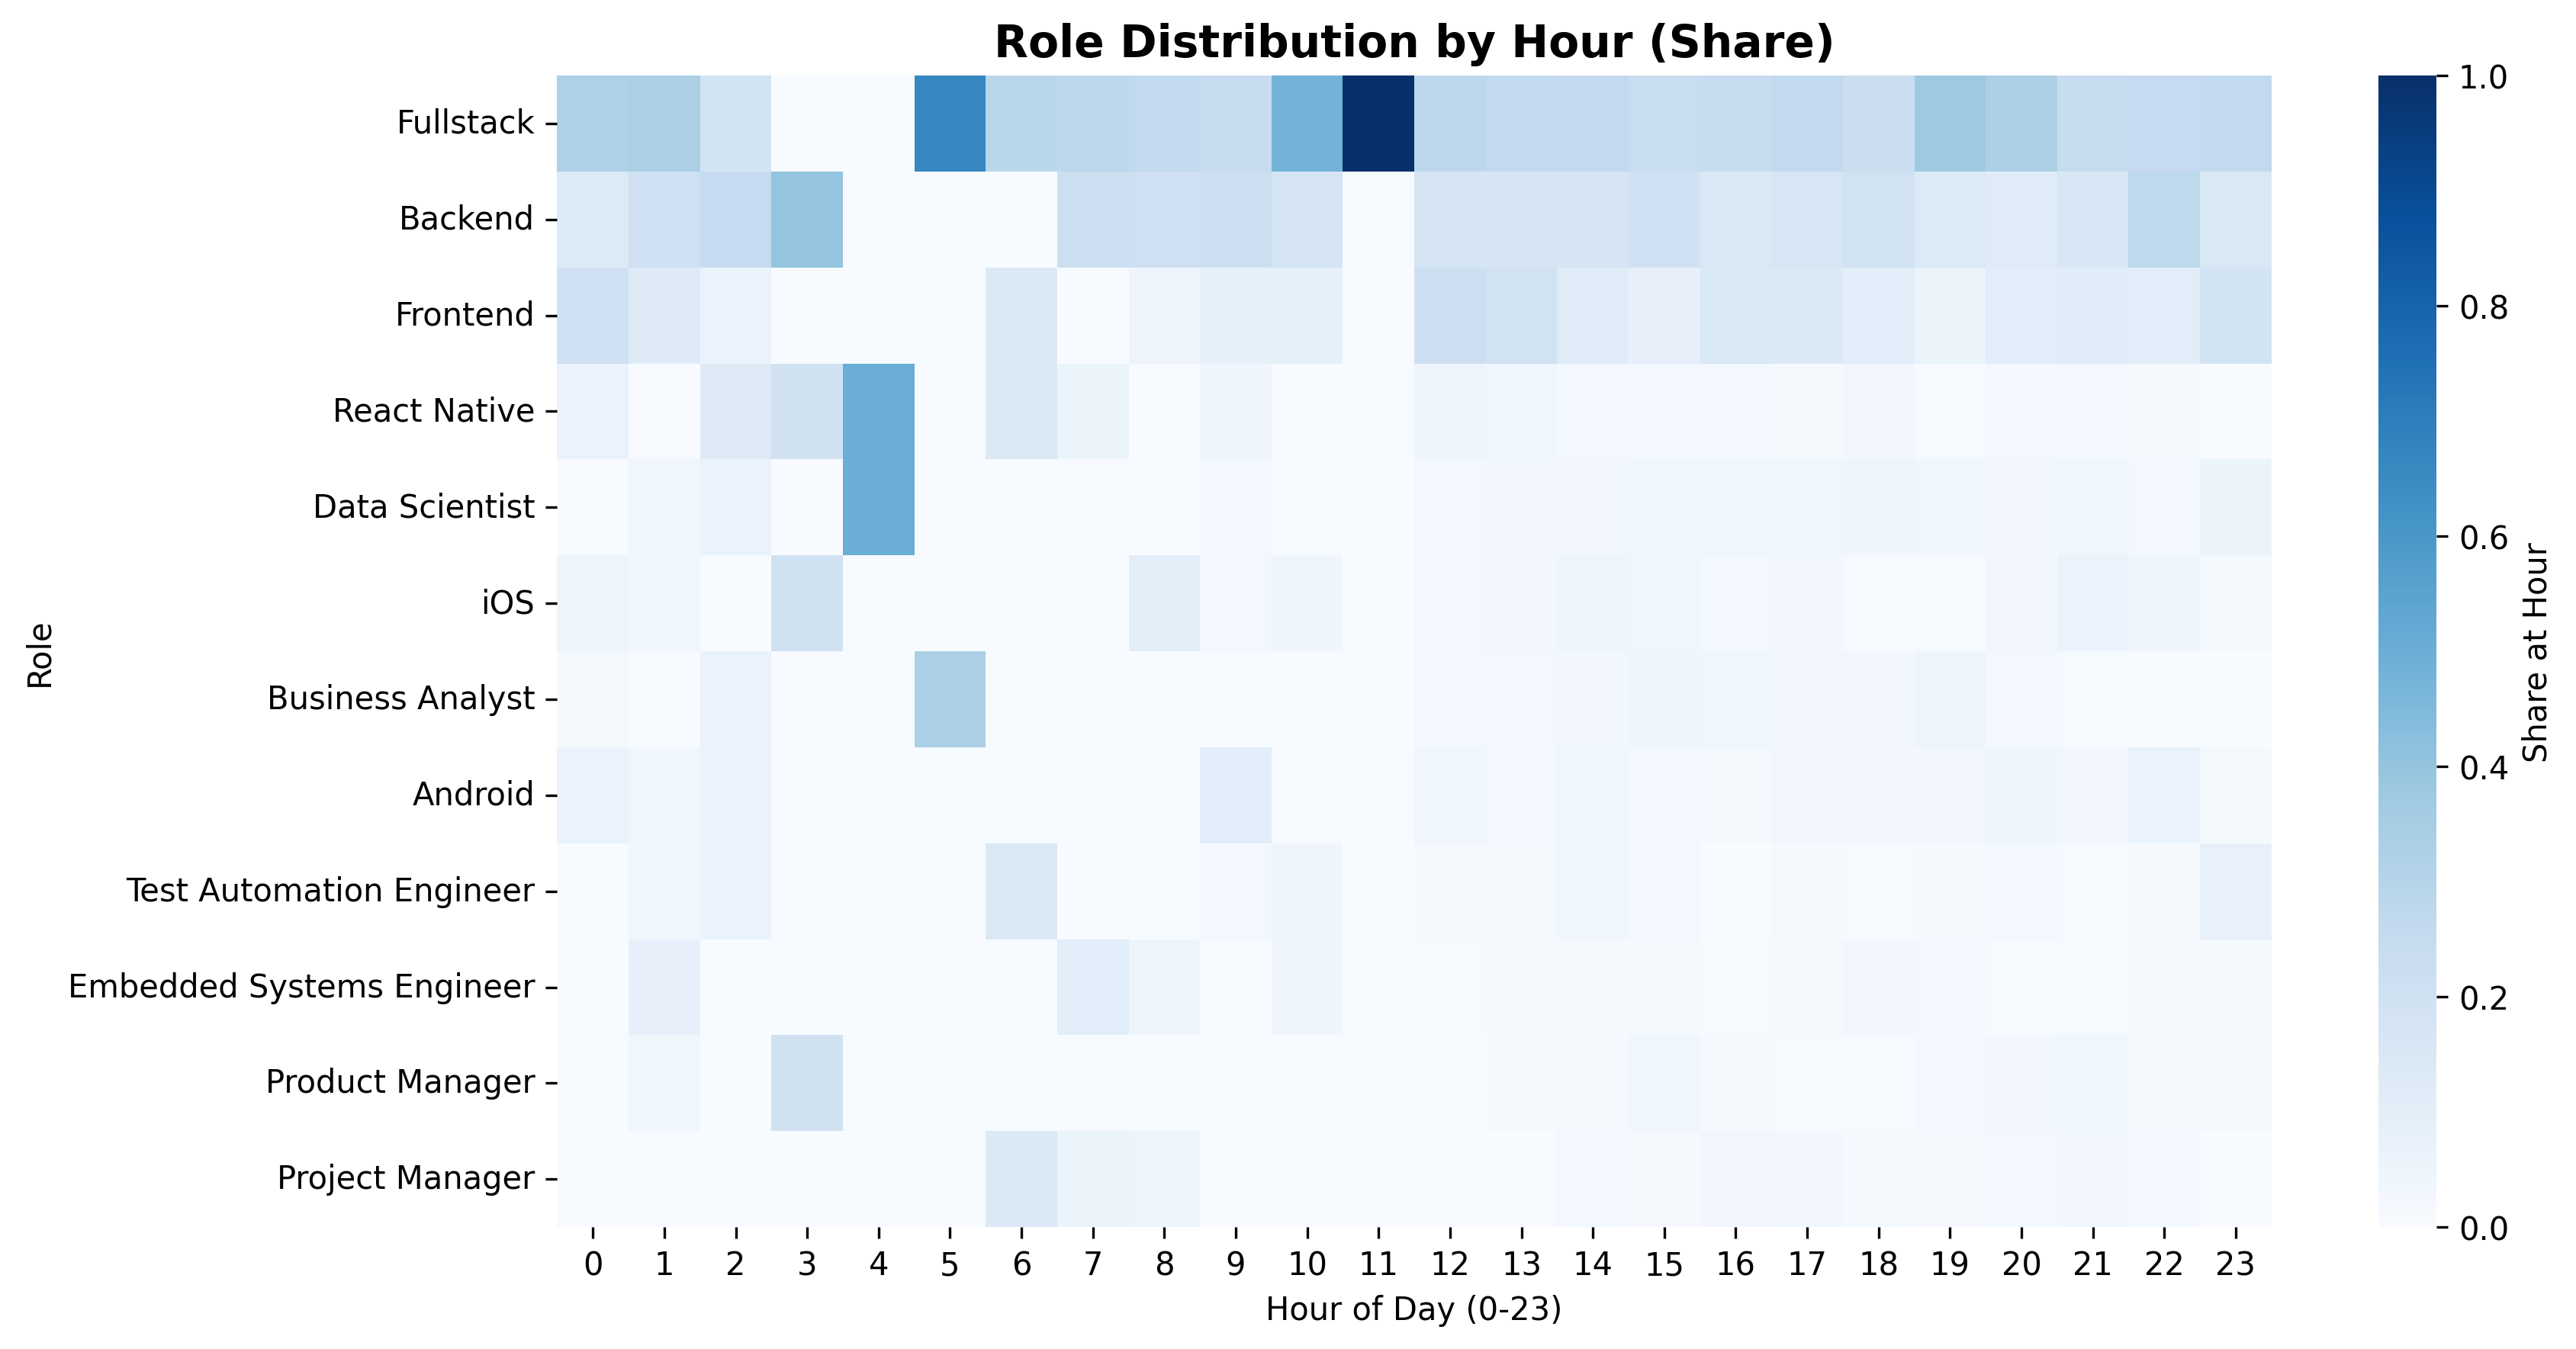 Role Distribution by Hour (Share)
Role
Fullstack
Backend
Frontend
React Native
Data Scientist
iOS
Business Analyst
Android
Test Automation Engineer
Embedded Systems Engineer
Product Manager
Project Manager
0 1 2 3 4 5 6 7 8 9 10 11 12 13 14 15 16 17 18 19 20 21 22 23
Hour of Day (0-23)
1.0
0.8
0.6
0.4
0.2
0.0
Share at Hour